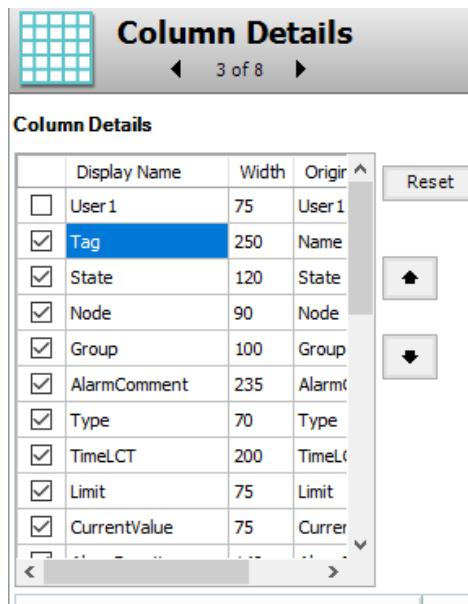 Column Details
3 of 8
Column Details
Display Name Width Origin
Reset
User1 75 User1
Tag 250 Name
State 120 State
Node 90 Node
Group 100 Group
AlarmComment 235
Type 70 Type
TimeLCT 200
Limit 75 Limit
CurrentValue 75